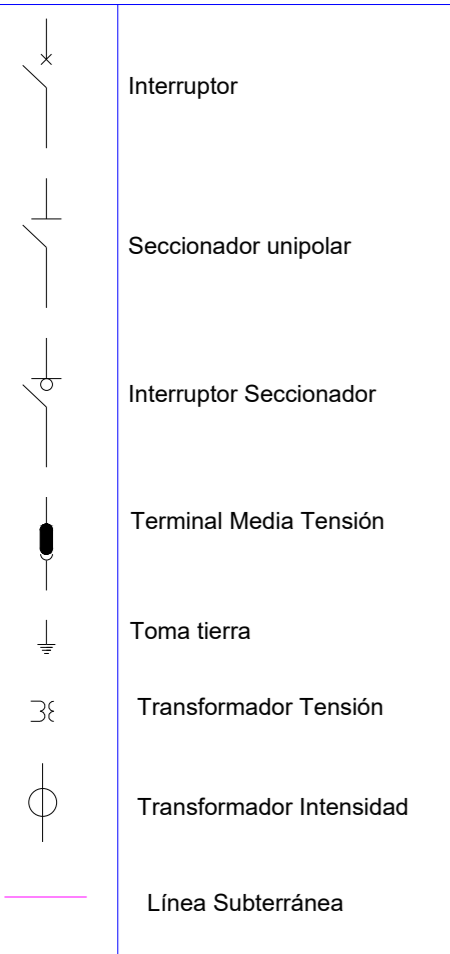 Interruptor
Seccionador unipolar
Interruptor Seccionador
Terminal Media Tensión
Toma tierra
Transformador Tensión
Transformador Intensidad
Línea Subterránea